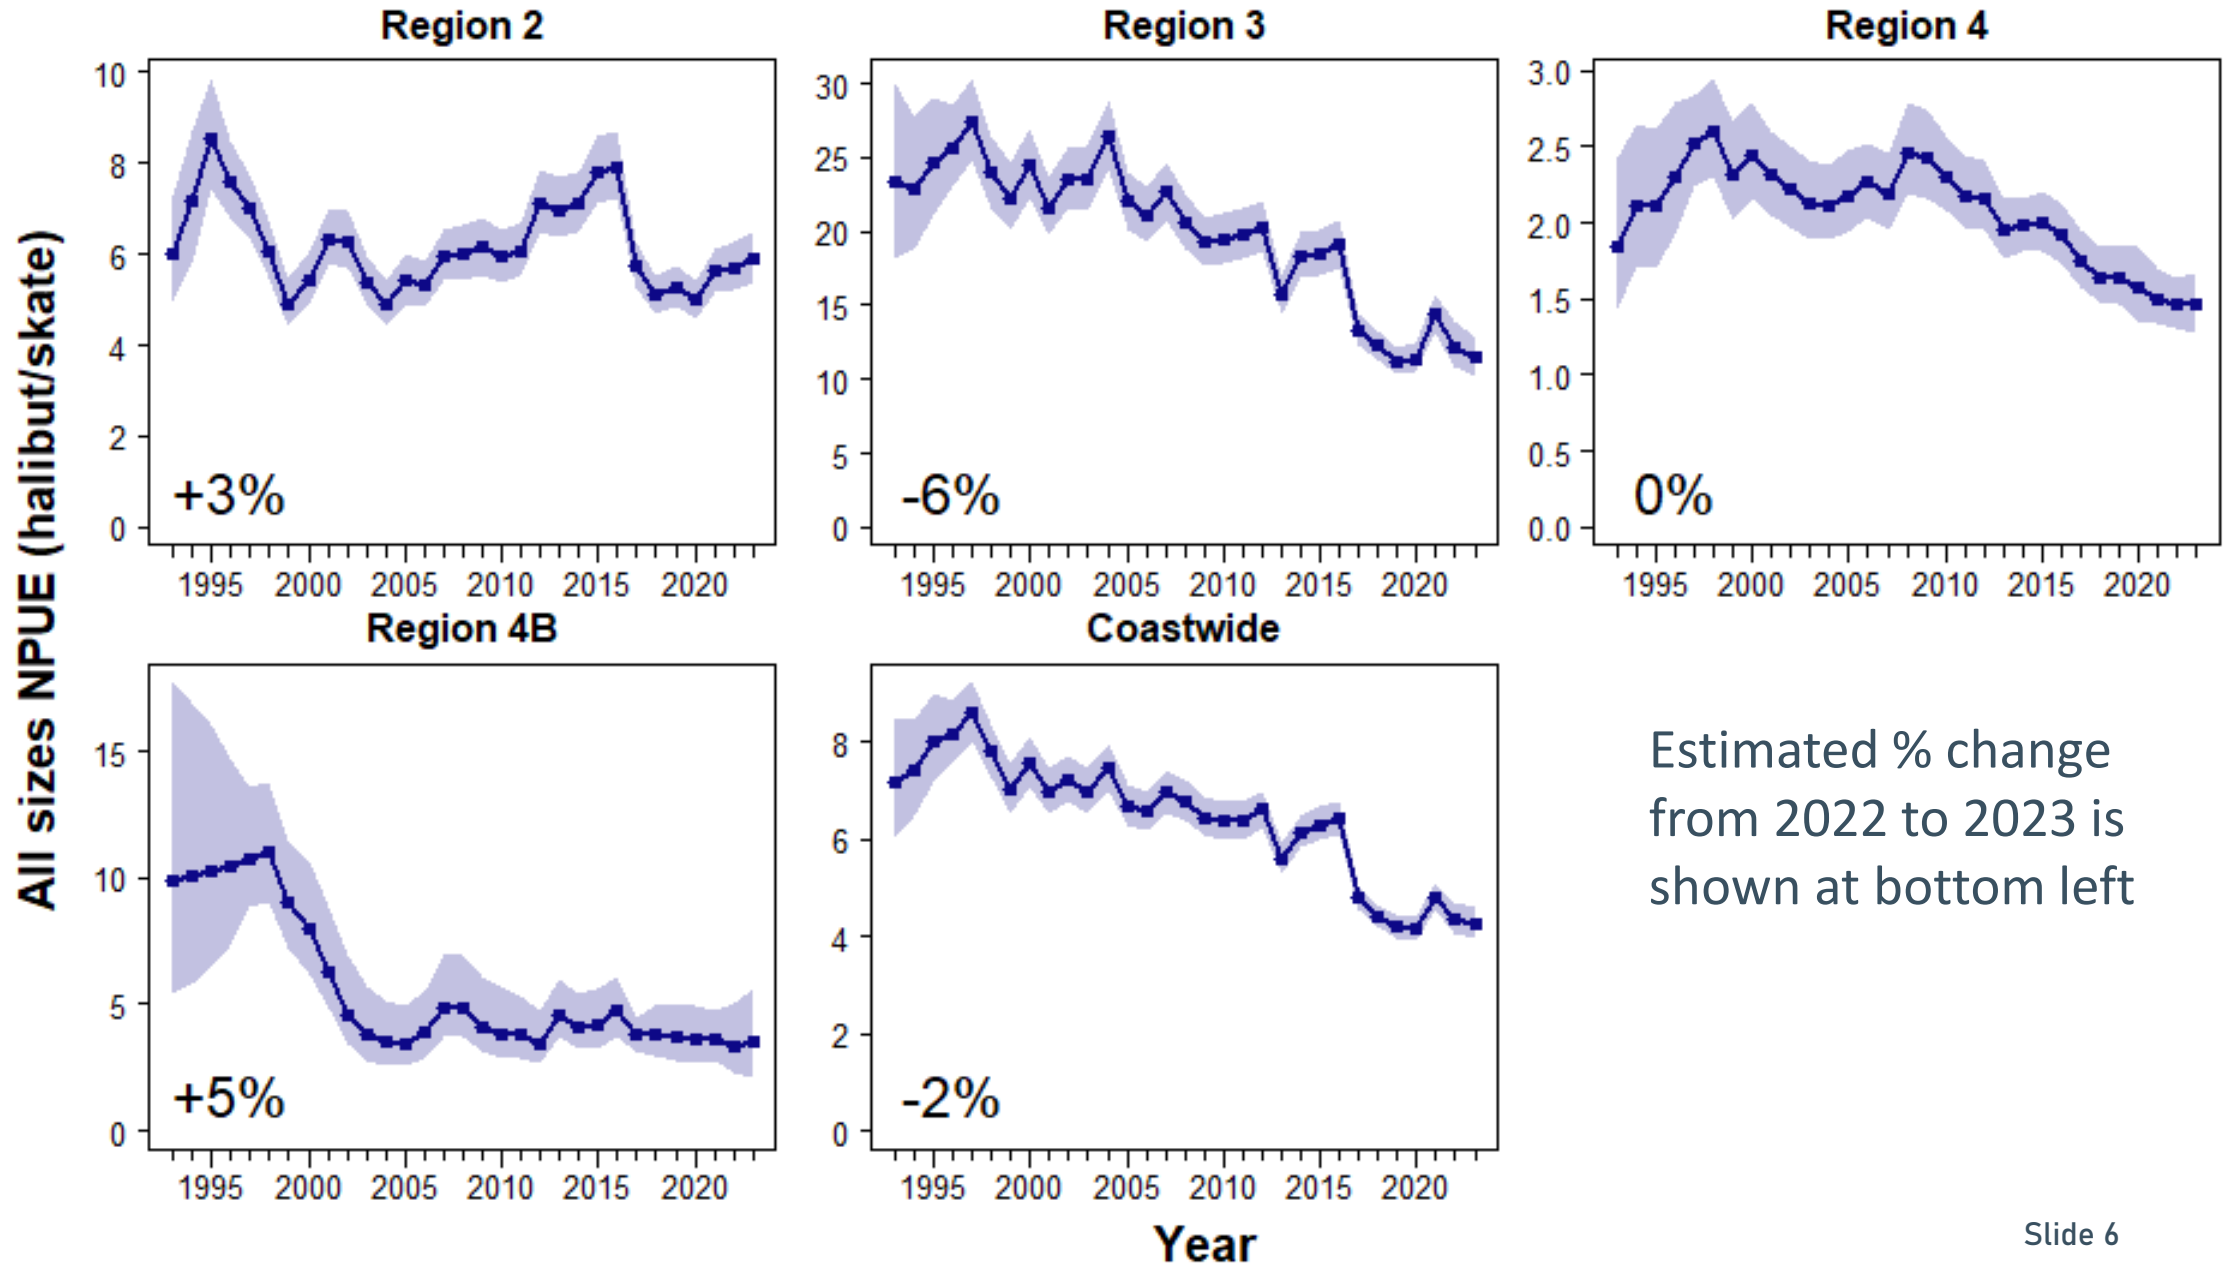 Region 2
Region 3
Region 4
10
8
6
4
2
0
+3%
1995 2000 2005 2010 2015 2020
30
25
20
15
10
5
0
-6%
1995 2000 2005 2010 2015 2020
3.0
2.5
2.0
1.5
1.0
0.5
0.0
0%
1995 2000 2005 2010 2015 2020
All sizes NPUE (halibut/skate)
Region 4B
Coastwide
15
10
5
0
+5%
1995 2000 2005 2010 2015 2020
8
6
4
2
0
-2%
1995 2000 2005 2010 2015 2020
Estimated % change
from 2022 to 2023 is
shown at bottom left
Year
Slide 6